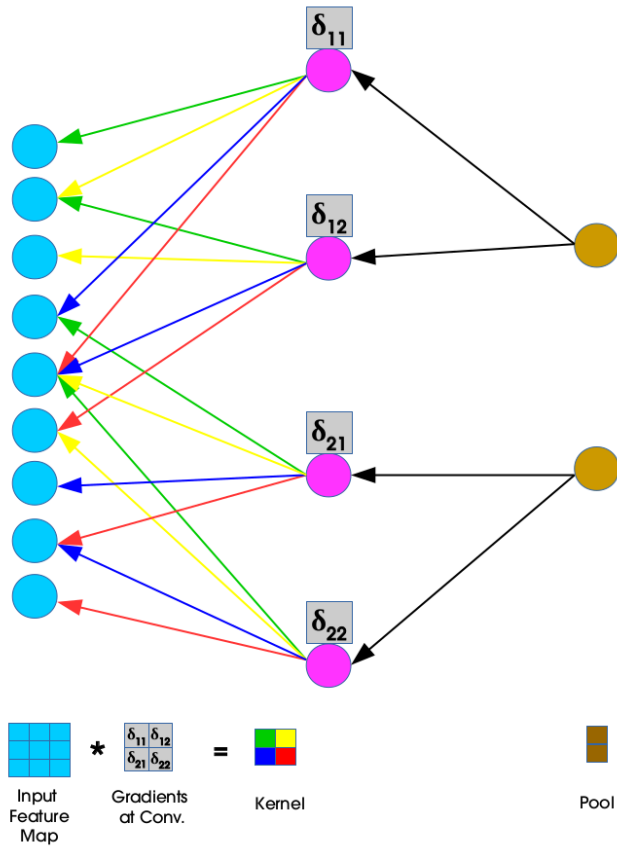 δ11
δ12
δ21
δ22
δ11 δ12
* =
δ21 δ22
Input Feature Map
Gradients at Conv.
Kernel
Pool